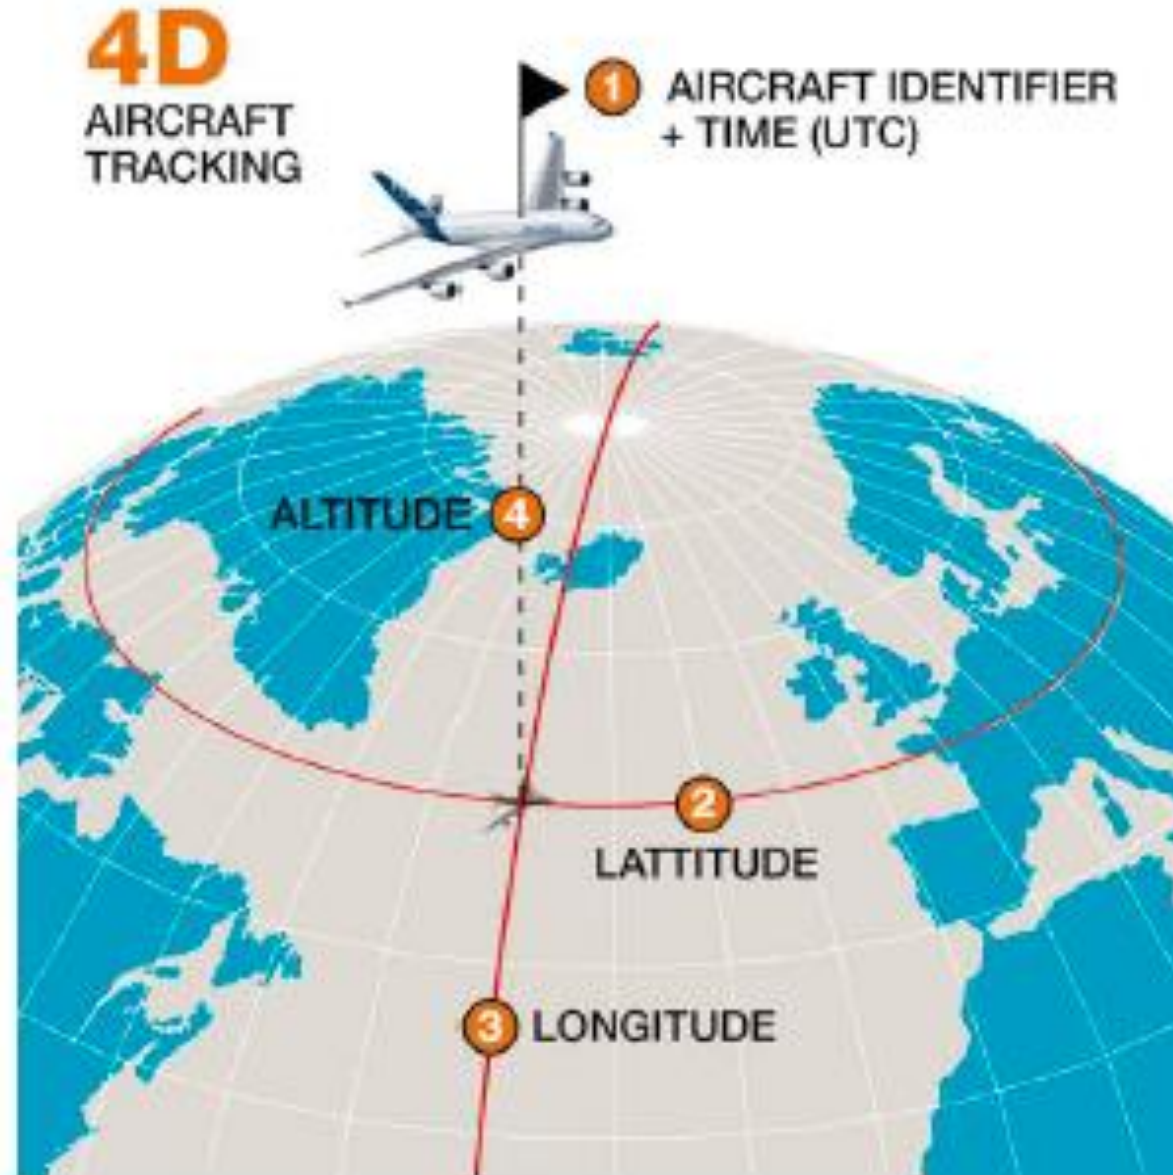 4D
AIRCRAFT
TRACKING
1 AIRCRAFT IDENTIFIER
+ TIME (UTC)
ALTITUDE 4
2
LATTITUDE
3 LONGITUDE